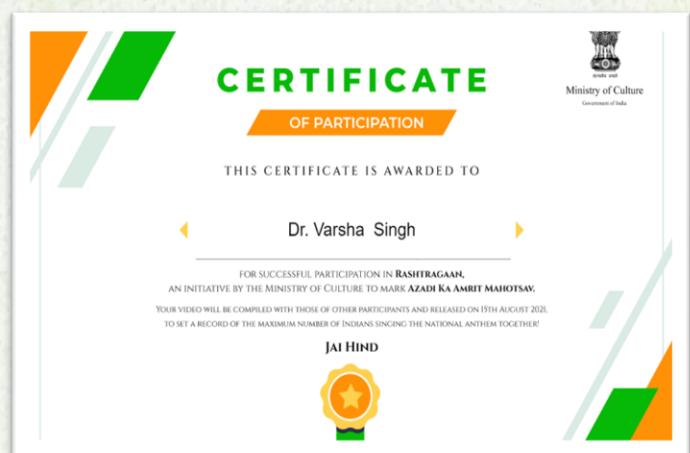 CERTIFICATE
OF PARTICIPATION
Ministry of Culture
Government of India
THIS CERTIFICATE IS AWARDED TO
Dr. Varsha Singh
FOR SUCCESSFUL PARTICIPATION IN RASHTRAGAAN,
AN INITIATIVE BY THE MINISTRY OF CULTURE TO MARK AZADI KA AMRIT MAHOTSAV.
YOUR VIDEO WILL BE COMPILED WITH THOSE OF OTHER PARTICIPANTS AND RELEASED ON 15TH AUGUST 2021,
TO SET A RECORD OF THE MAXIMUM NUMBER OF INDIANS SINGING THE NATIONAL ANTHEM TOGETHER!
JAI HIND